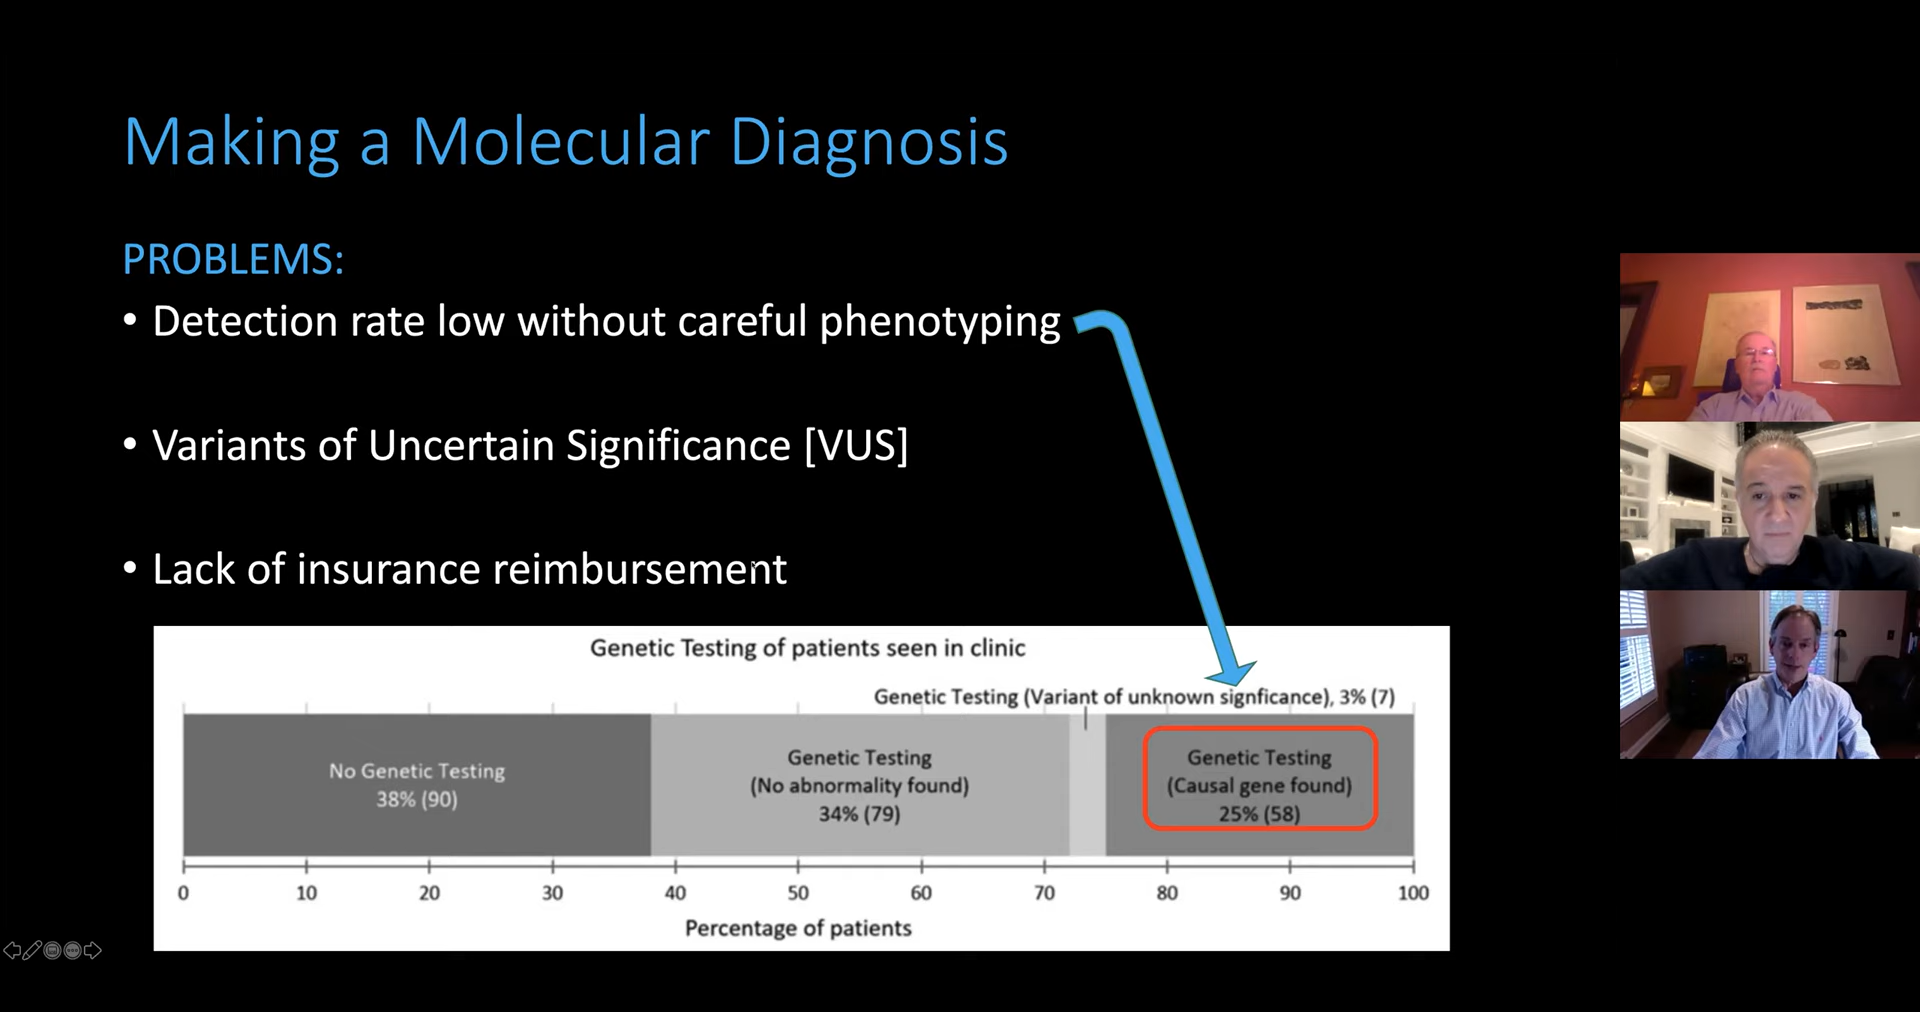 Making a Molecular Diagnosis
PROBLEMS:
• Detection rate low without careful phenotyping
• Variants of Uncertain Significance [VUS]
• Lack of insurance reimbursement
Genetic Testing of patients seen in clinic
Genetic Testing (Variant of unknown signficance), 3% (7)
No Genetic Testing
38% (90)
Genetic Testing
(No abnormality found)
34% (79)
Genetic Testing
(Causal gene found)
25% (58)
0 10 20 30 40 50 60 70 80 90 100
Percentage of patients